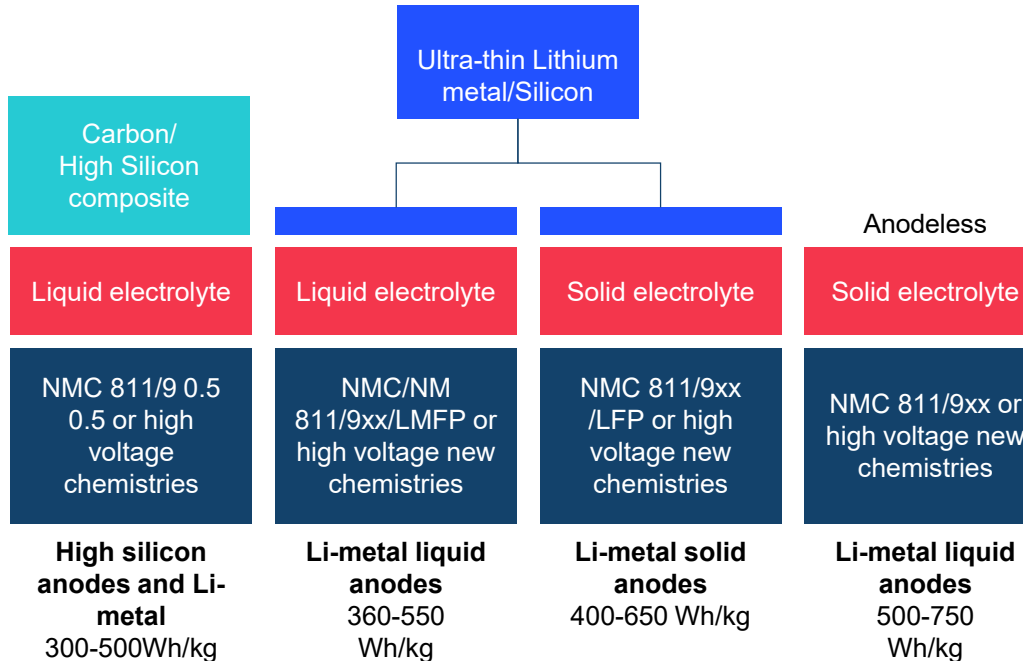 Ultra-thin Lithium
metal/Silicon
Carbon/
High Silicon
composite
Anodeless
Liquid electrolyte
Liquid electrolyte
Solid electrolyte
Solid electrolyte
NMC 811/9 0.5
0.5 or high
voltage
chemistries
NMC/NM
811/9xx/LMFP or
high voltage new
chemistries
NMC 811/9xx
/LFP or high
voltage new
chemistries
NMC 811/9xx or
high voltage new
chemistries
High silicon
anodes and Li-
metal
300-500Wh/kg
Li-metal liquid
anodes
360-550
Wh/kg
Li-metal solid
anodes
400-650 Wh/kg
Li-metal liquid
anodes
500-750
Wh/kg